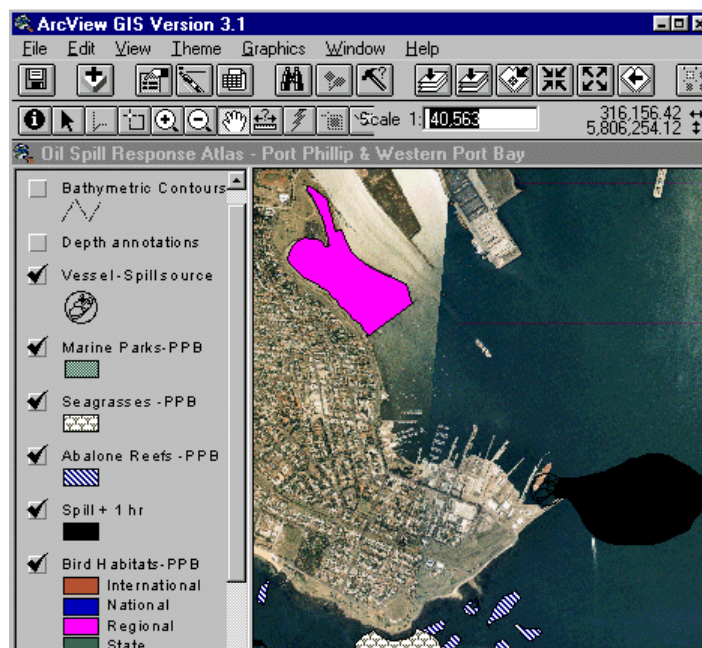 ArcView GIS Version 3.1
File Edit View Theme Graphics Window Help
Scale 1: 40,563
316,156.42
5,806,254.12
Oil Spill Response Atlas - Port Phillip & Western Port Bay
Bathymetric Contours
Depth annotations
Vessel-Spillsource
Marine Parks-PPB
Seagrasses -PPB
Abalone Reefs -PPB
Spill + 1 hr
Bird Habitats-PPB
International
National
Regional
State